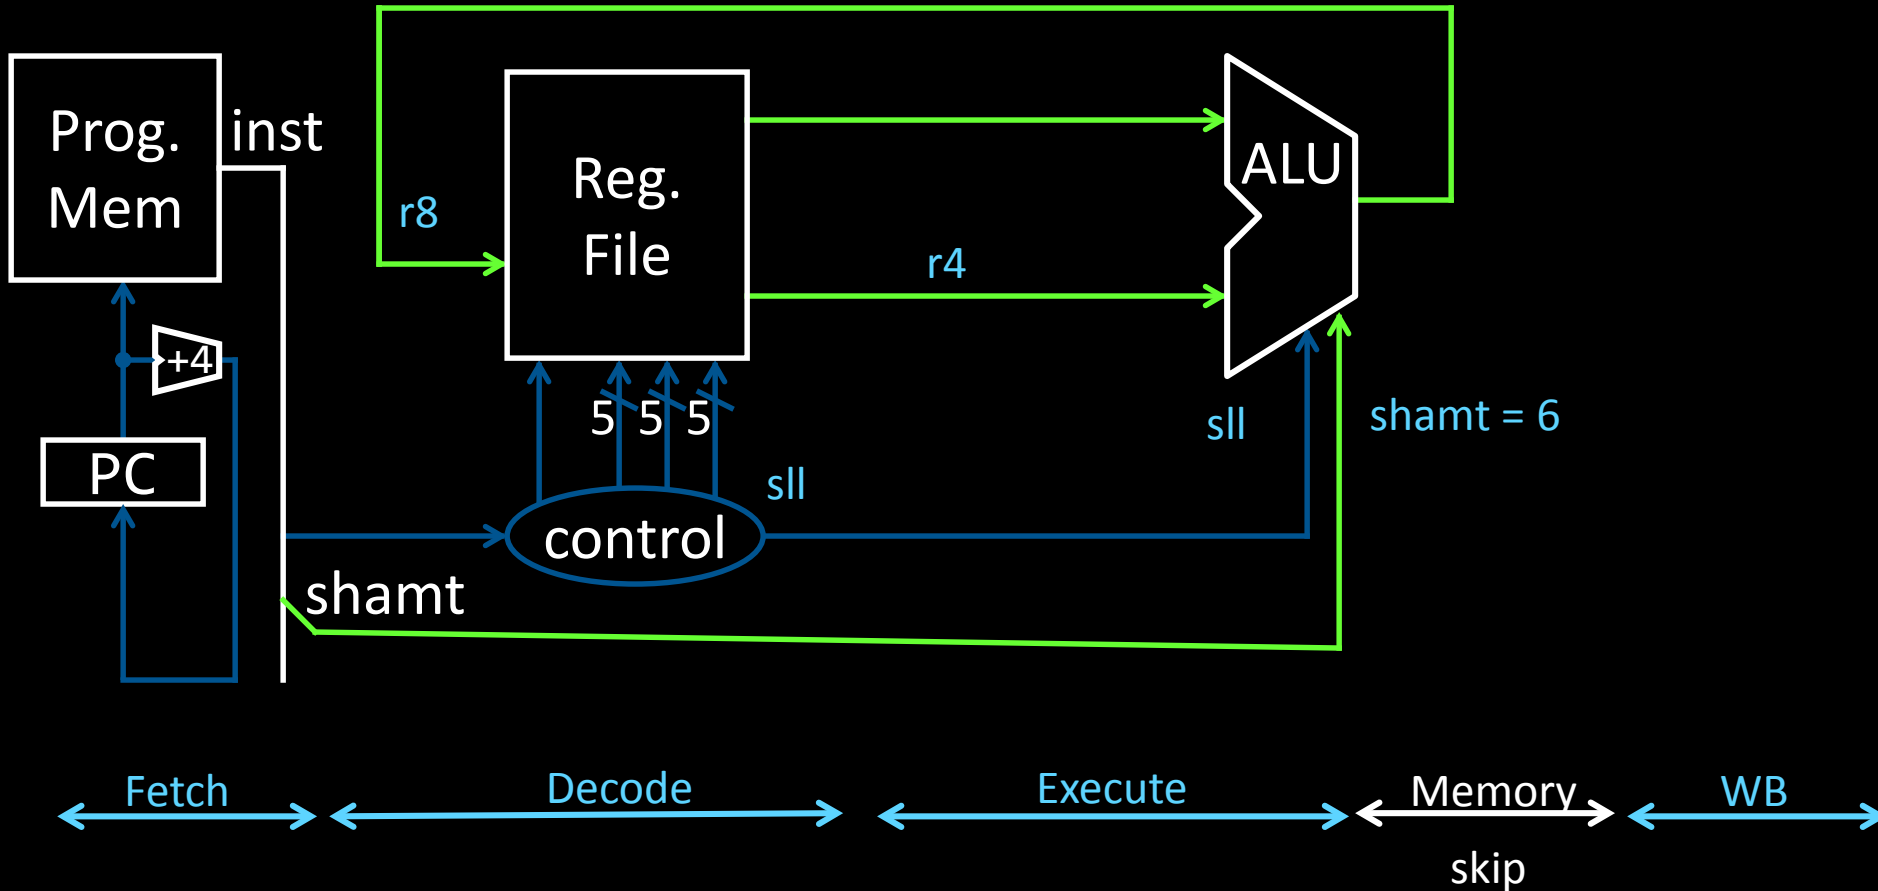 Prog.
Mem
inst
+4
PC
r8
Reg.
File
r4
ALU
5 5 5
sll
control
sll
shamt = 6
shamt
Fetch
Decode
Execute
Memory
WB
skip